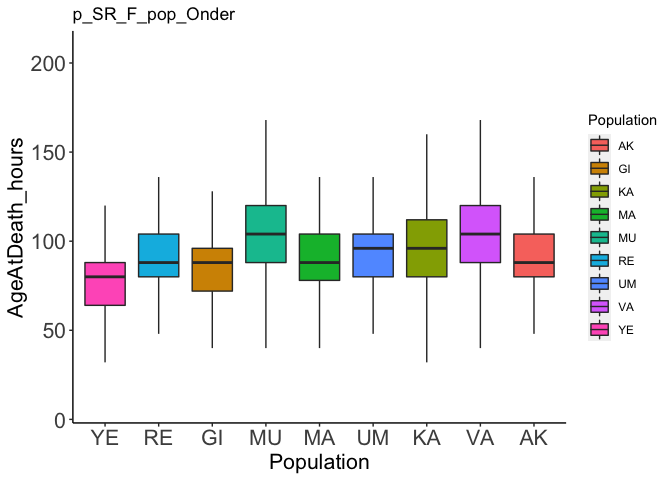 p_SR_F_pop_Onder
200
150
100
50
0
AgeAtDeath_hours
YE RE GI MU MA UM KA VA AK
Population
Population
AK
GI
KA
MA
MU
RE
UM
VA
YE